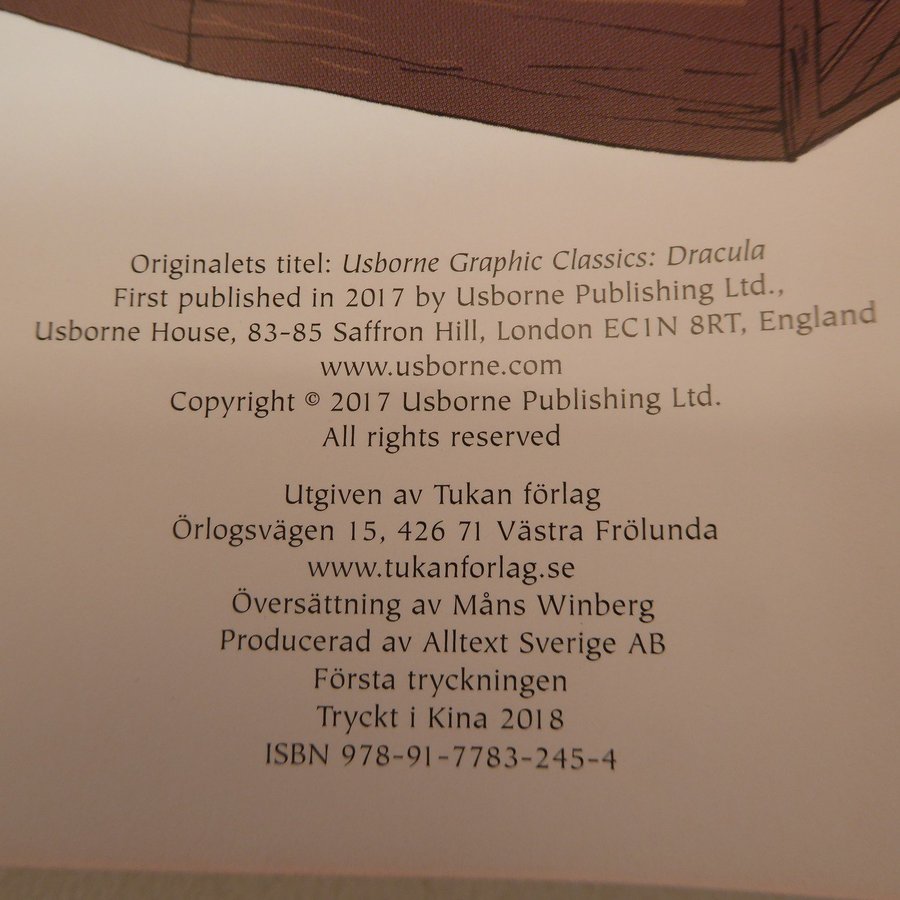 Originalets titel: Usborne Graphic Classics: Dracula
First published in 2017 by Usborne Publishing Ltd.,
Usborne House, 83-85 Saffron Hill, London EC1N 8RT, England
www.usborne.com
Copyright © 2017 Usborne Publishing Ltd.
All rights reserved
Utgiven av Tukan förlag
Örlogsvägen 15, 426 71 Västra Frölunda
www.tukanforlag.se
Översättning av Måns Winberg
Producerad av Alltext Sverige AB
Första tryckningen
Tryckt i Kina 2018
ISBN 978-91-7783-245-4